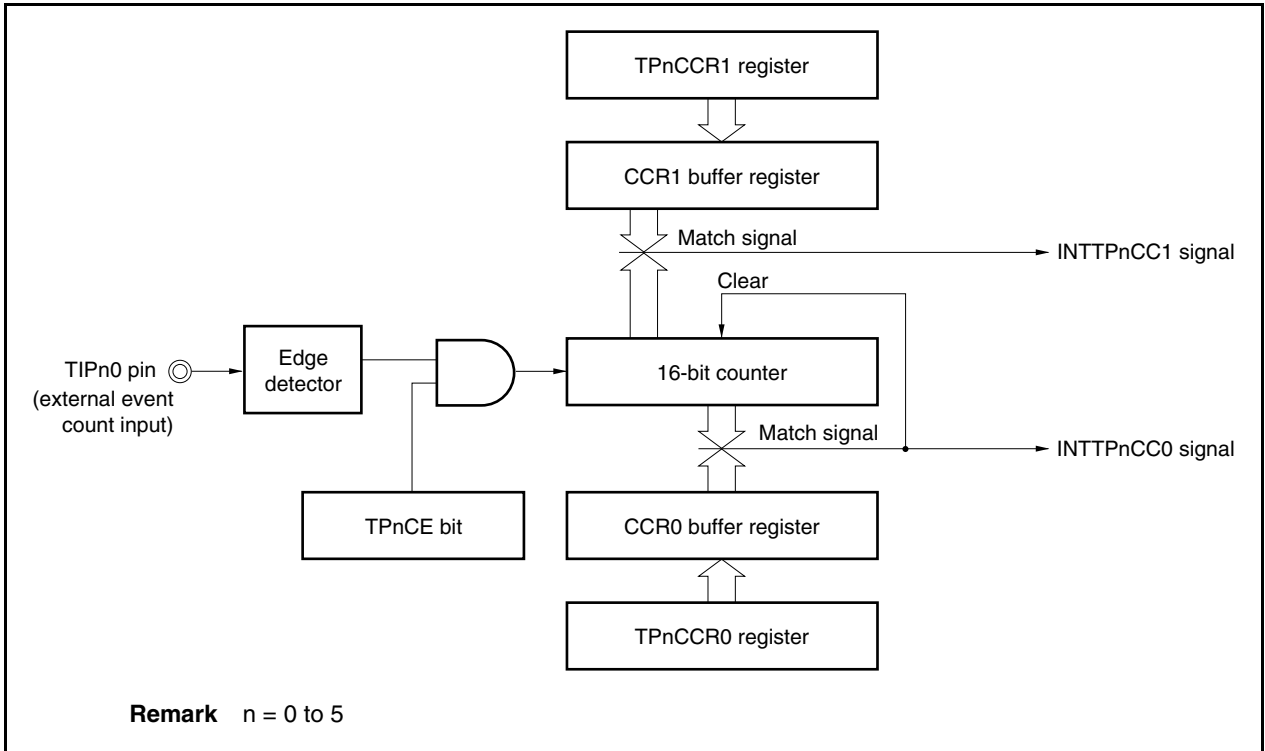 TPnCCR1 register
CCR1 buffer register
Match signal
INTTPnCC1 signal
Clear
TIPn0 pin
(external event
count input)
Edge
detector
16-bit counter
Match signal
INTTPnCC0 signal
TPnCE bit
CCR0 buffer register
TPnCCR0 register
Remark n = 0 to 5